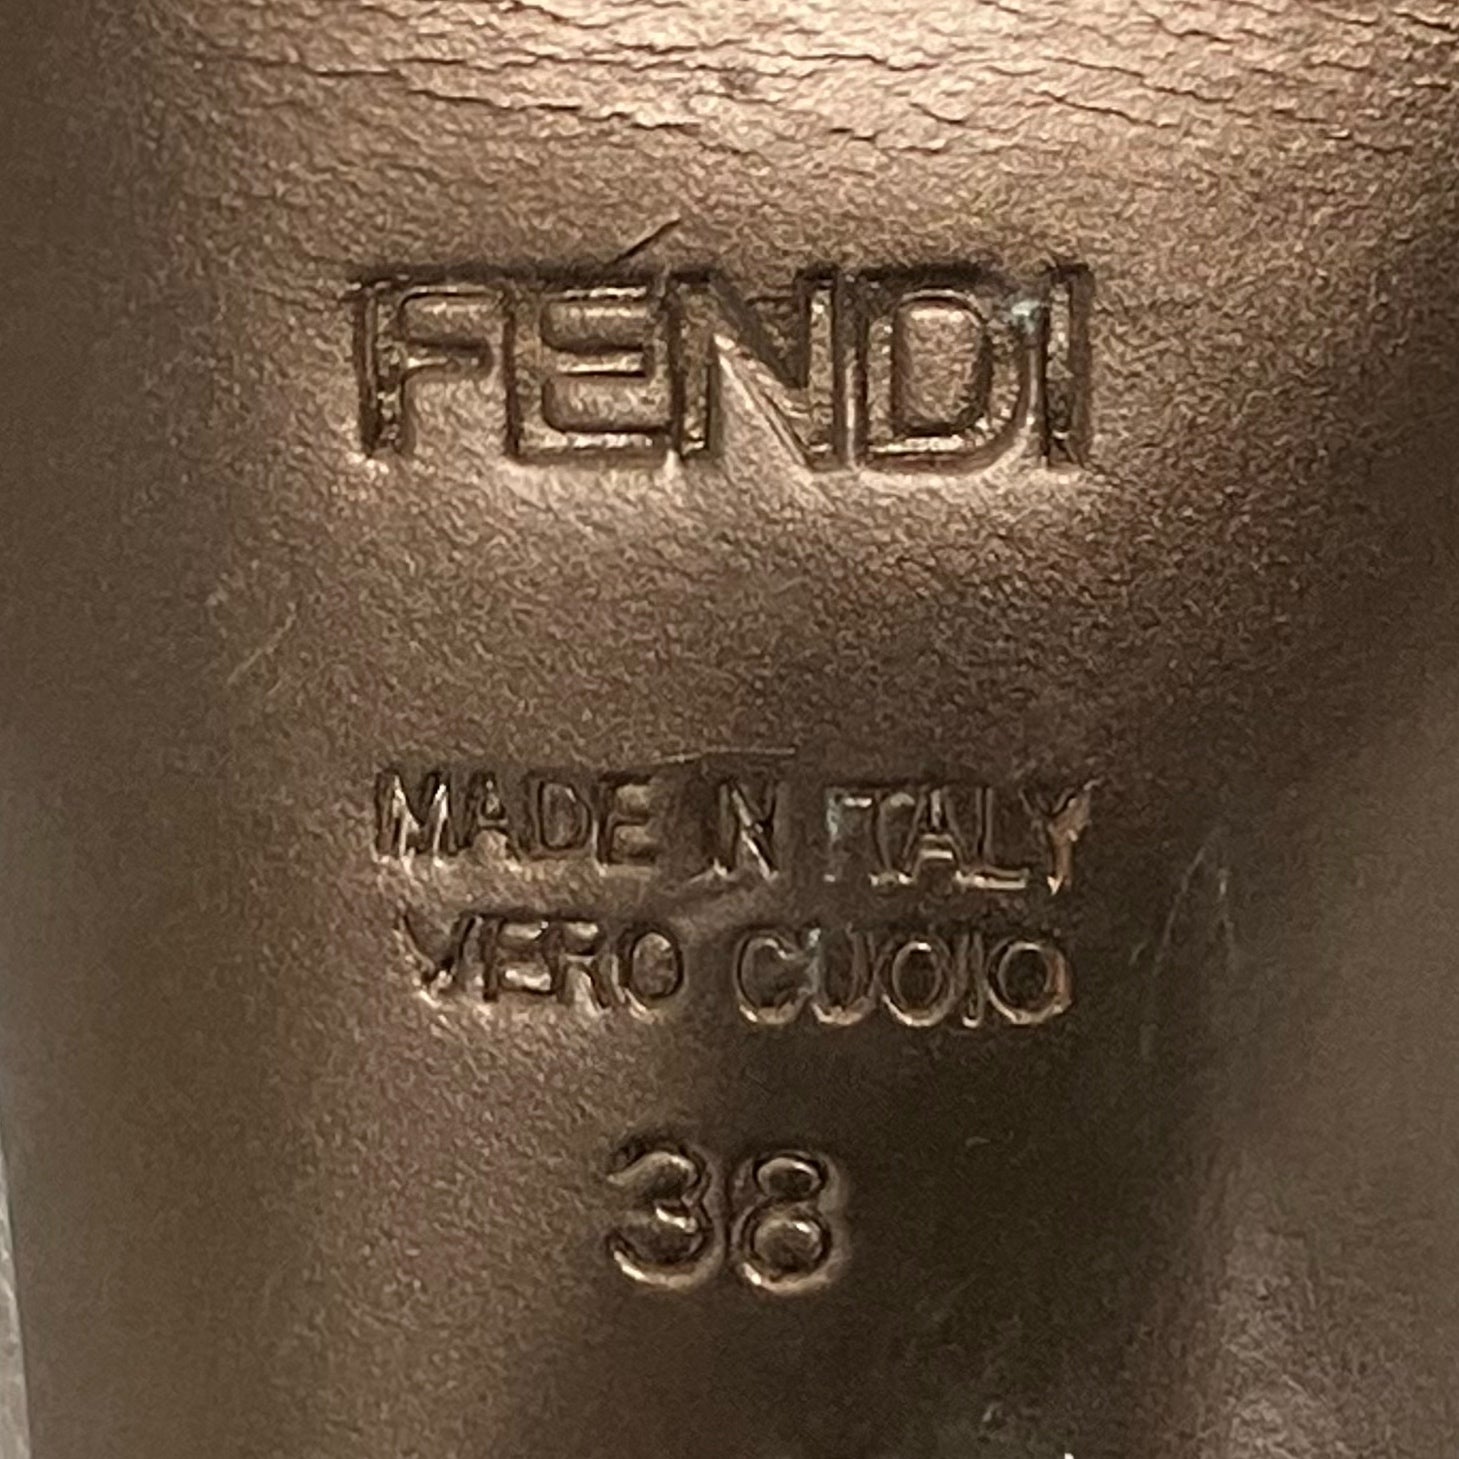 FENDI
MADE IN ITALY
VERO CUOIO
38